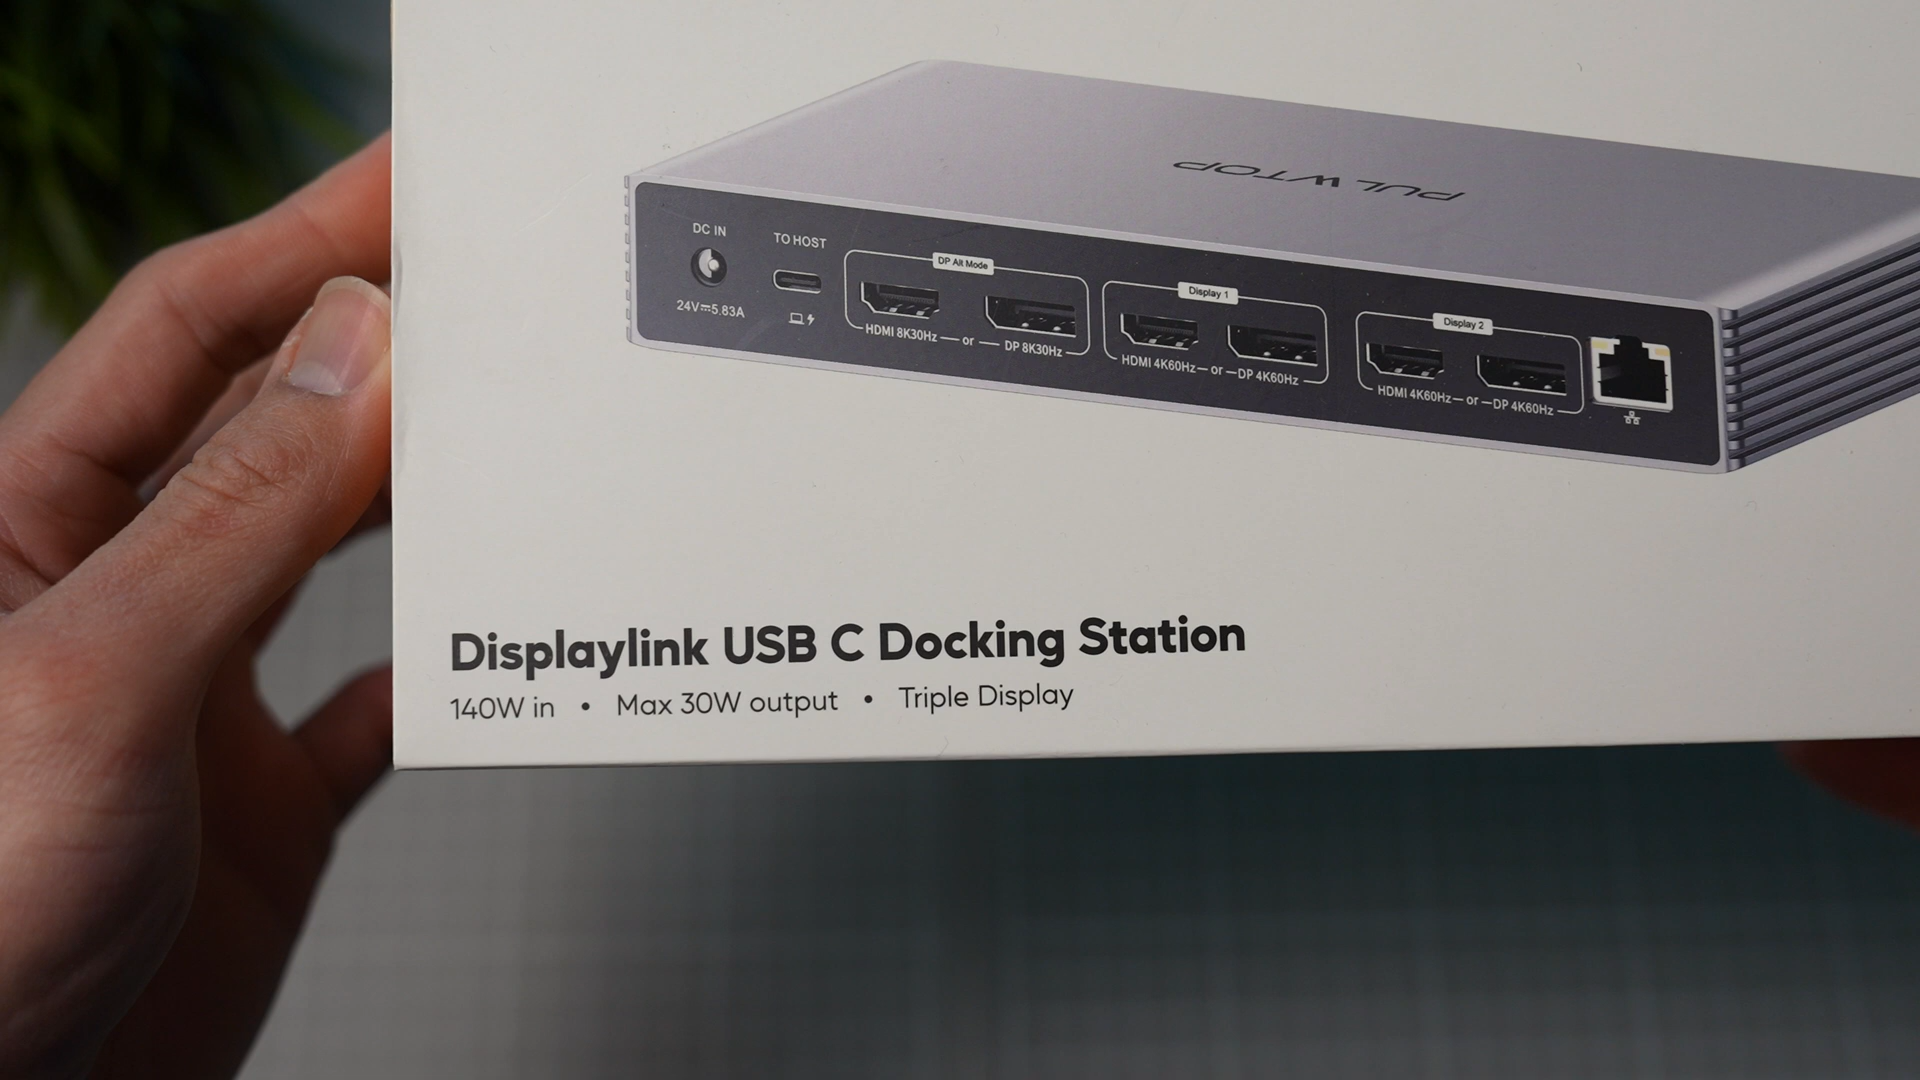 PULWTOP
DC IN
24V⎓5.83A
TO HOST
DP Alt Mode
HDMI 8K30Hz or DP 8K30Hz
Display 1
HDMI 4K60Hz or DP 4K60Hz
Display 2
HDMI 4K60Hz or DP 4K60Hz
Displaylink USB C Docking Station
140W in • Max 30W output • Triple Display